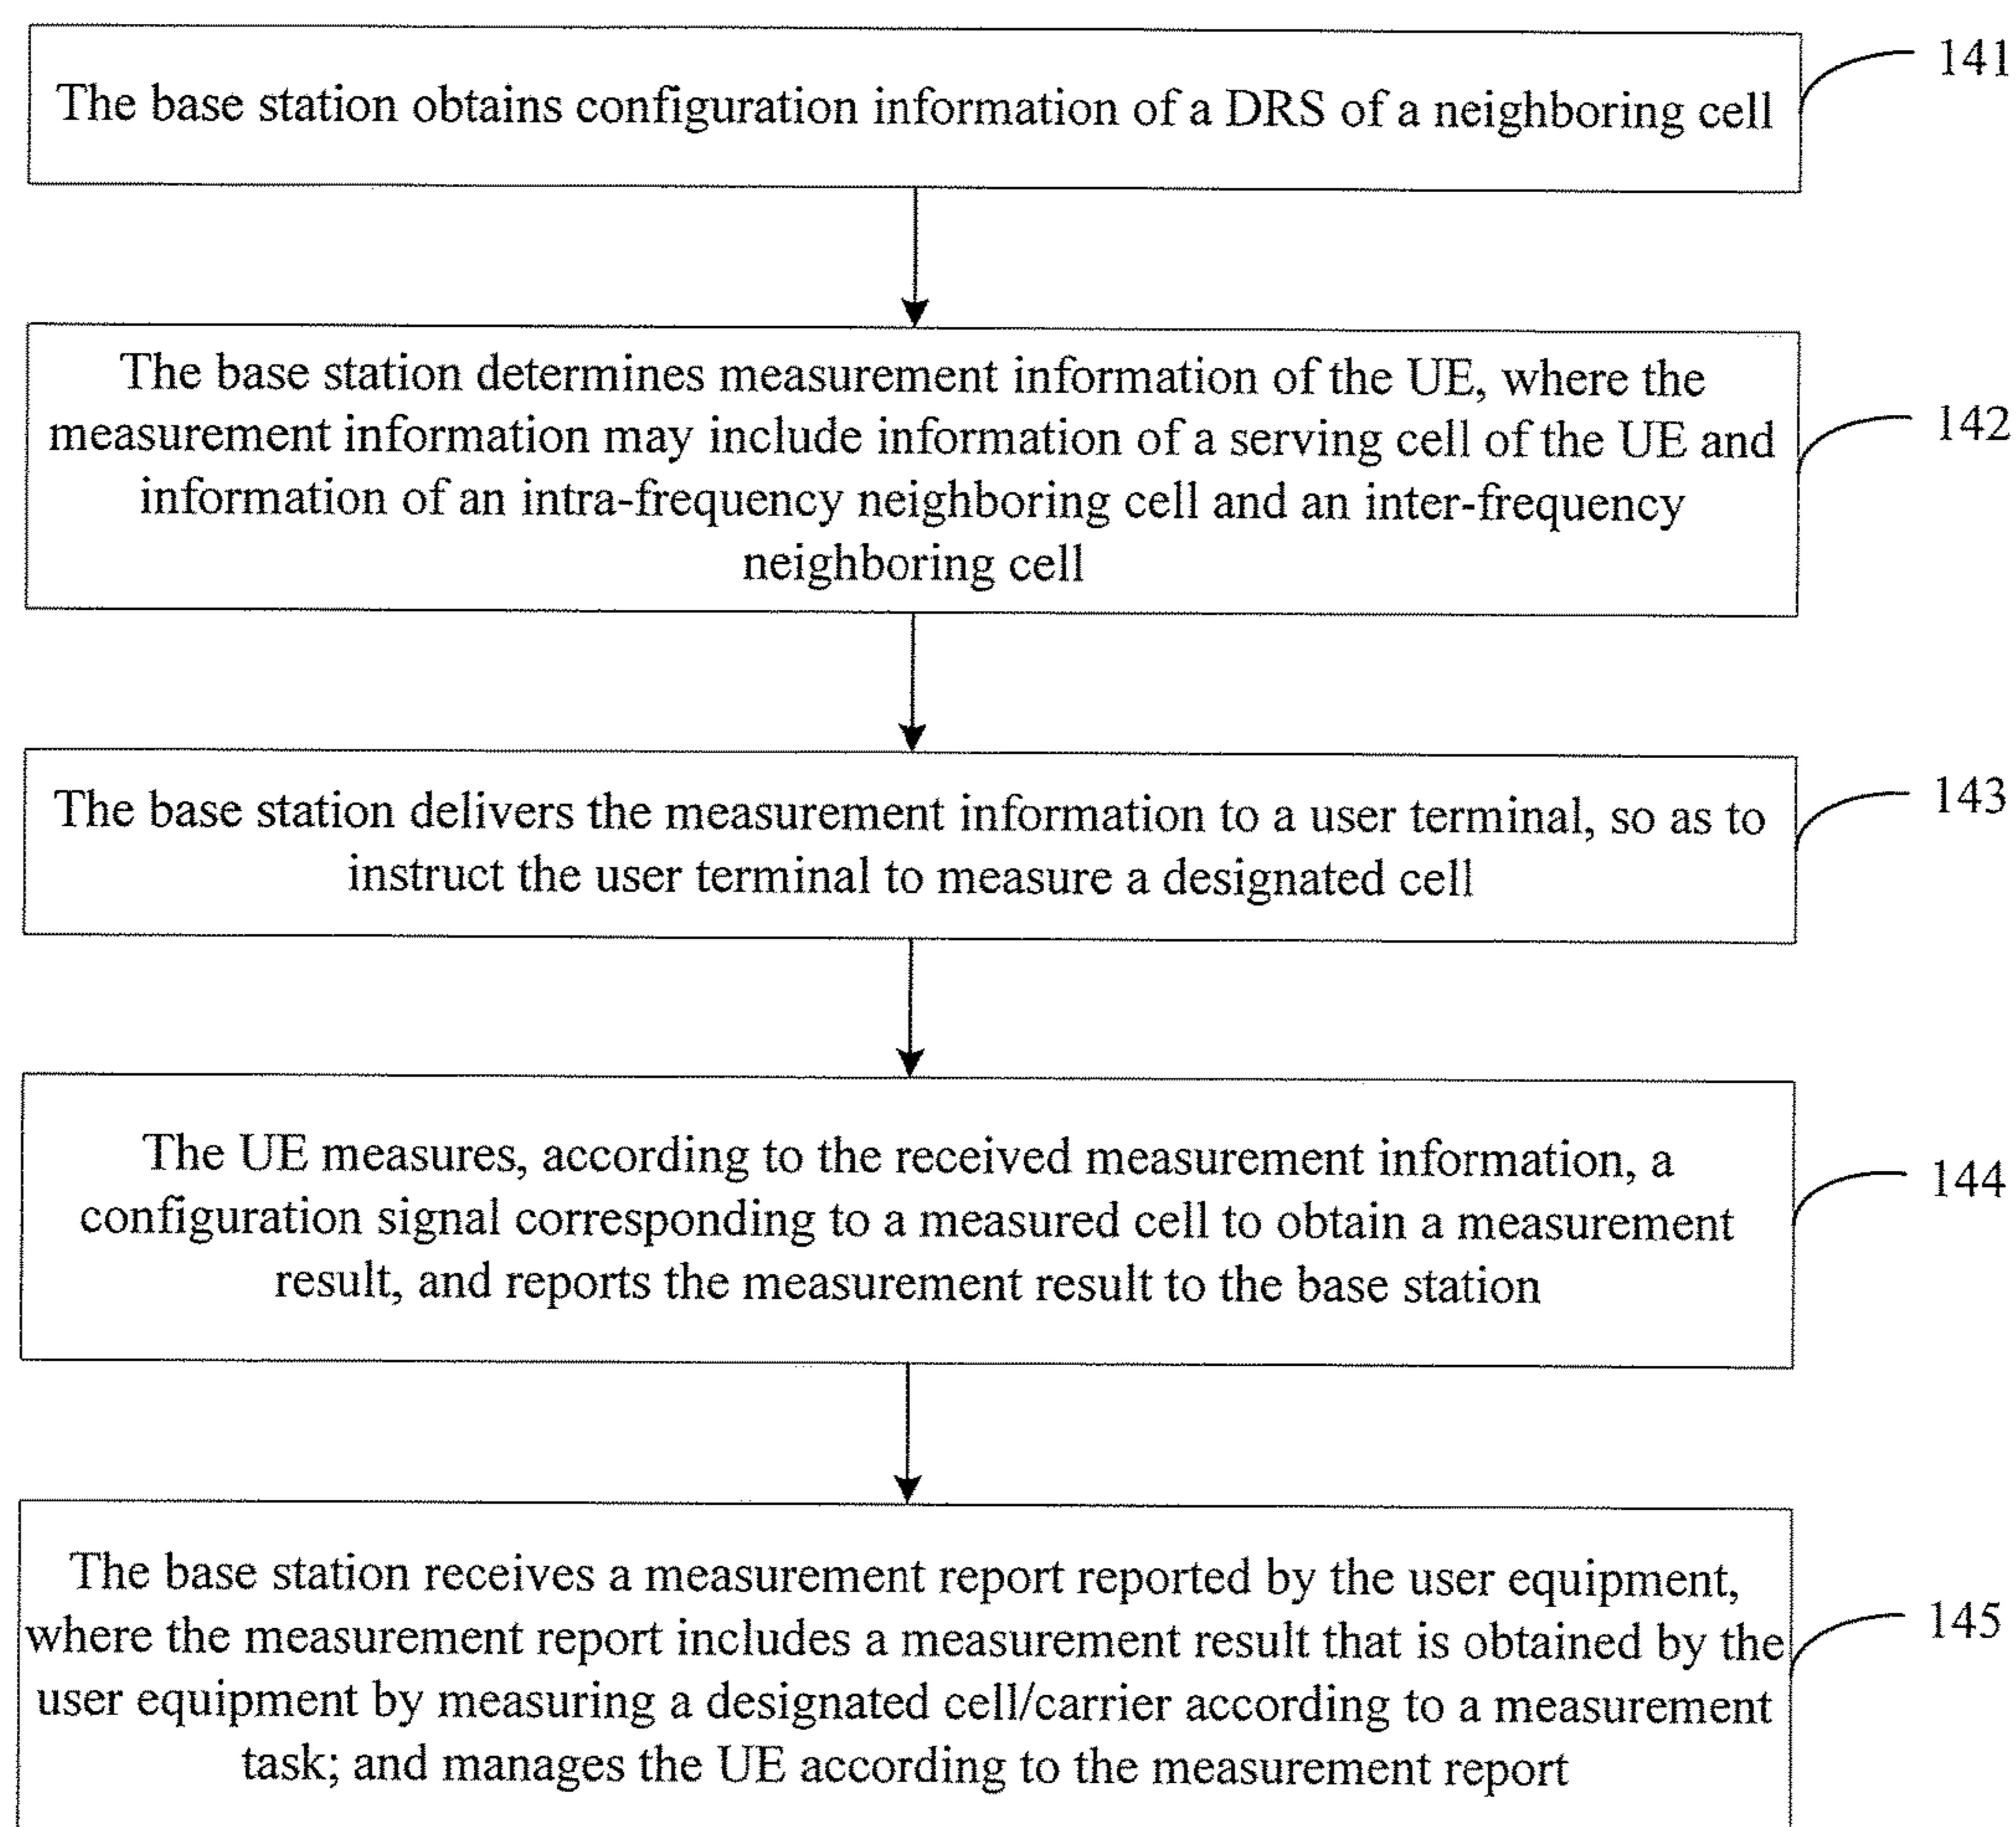 The base station obtains configuration information of a DRS of a neighboring cell
141
The base station determines measurement information of the UE, where the
measurement information may include information of a serving cell of the UE and
information of an intra-frequency neighboring cell and an inter-frequency
neighboring cell
142
The base station delivers the measurement information to a user terminal, so as to
instruct the user terminal to measure a designated cell
143
The UE measures, according to the received measurement information, a
configuration signal corresponding to a measured cell to obtain a measurement
result, and reports the measurement result to the base station
144
The base station receives a measurement report reported by the user equipment,
where the measurement report includes a measurement result that is obtained by the
user equipment by measuring a designated cell/carrier according to a measurement
task; and manages the UE according to the measurement report
145